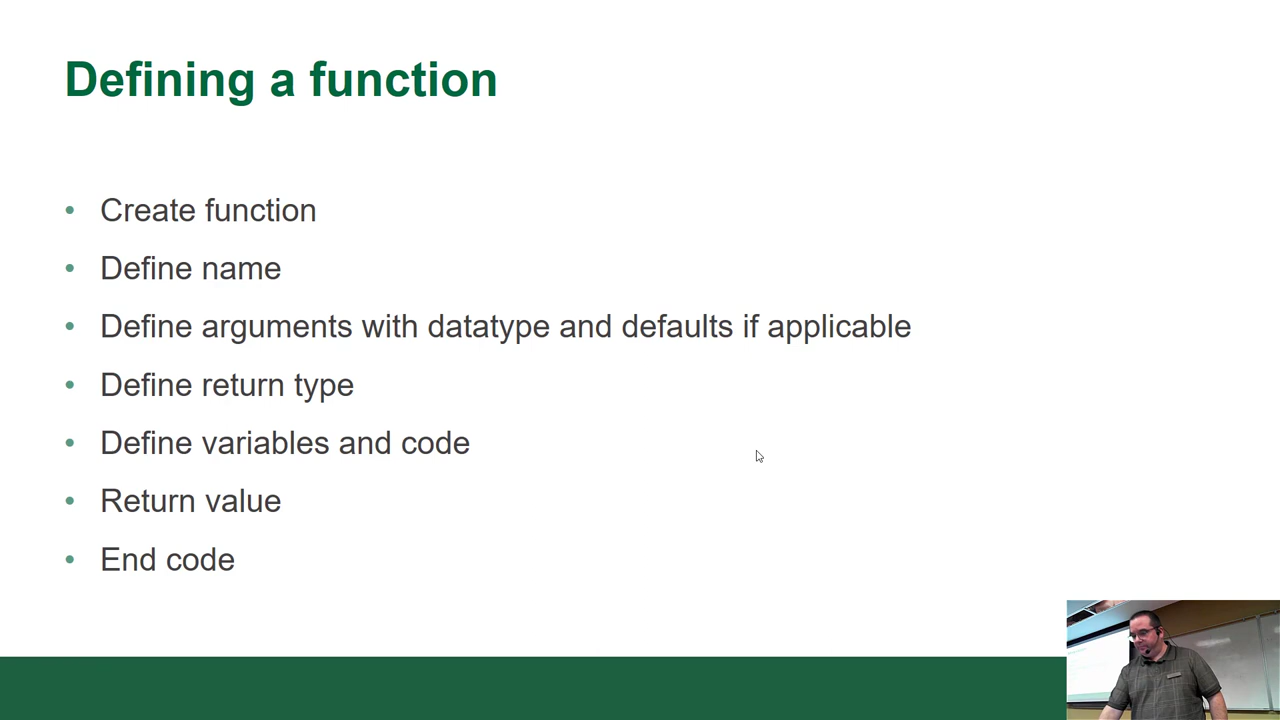 Defining a function
• Create function
• Define name
• Define arguments with datatype and defaults if applicable
• Define return type
• Define variables and code
• Return value
• End code